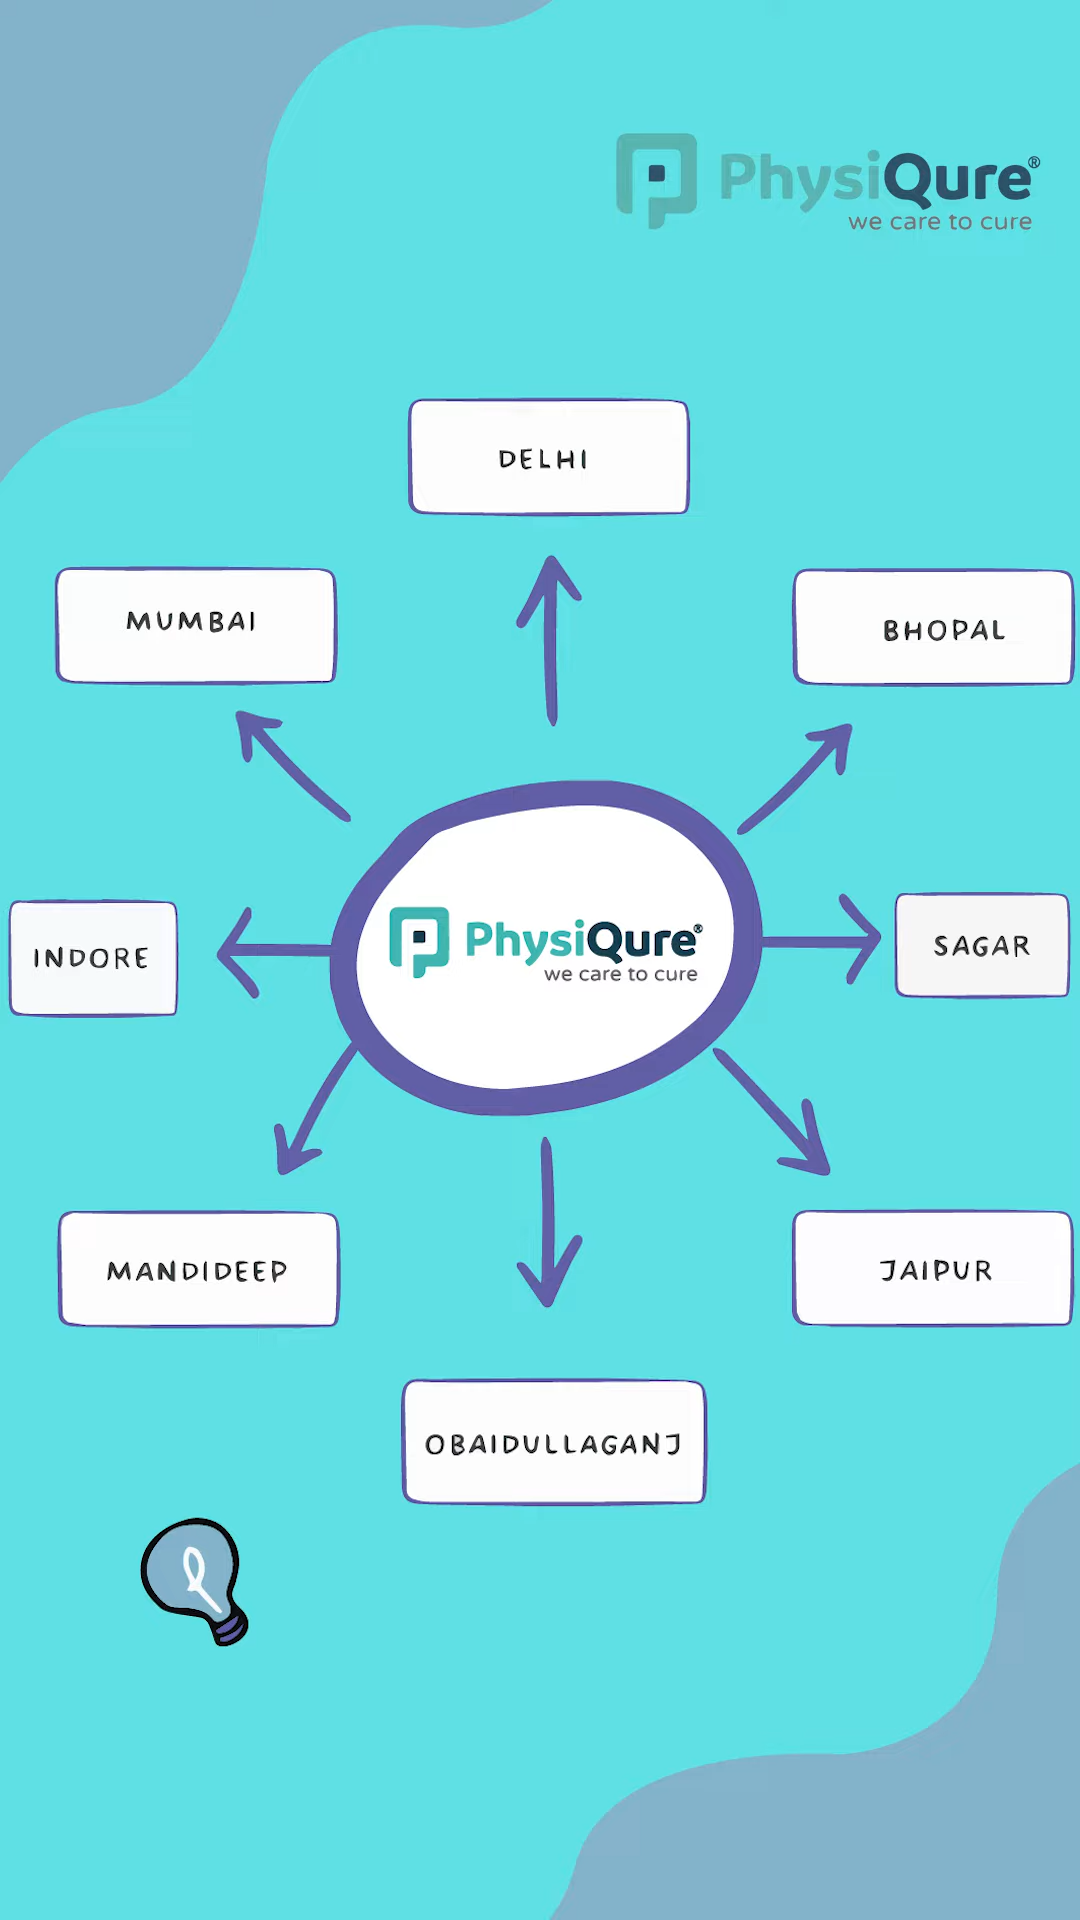 PhysiQure®
we care to cure
DELHI
MUMBAI
BHOPAL
PhysiQure®
we care to cure
INDORE
SAGAR
MANDIDEEP
JAIPUR
OBAIDULLAGANJ